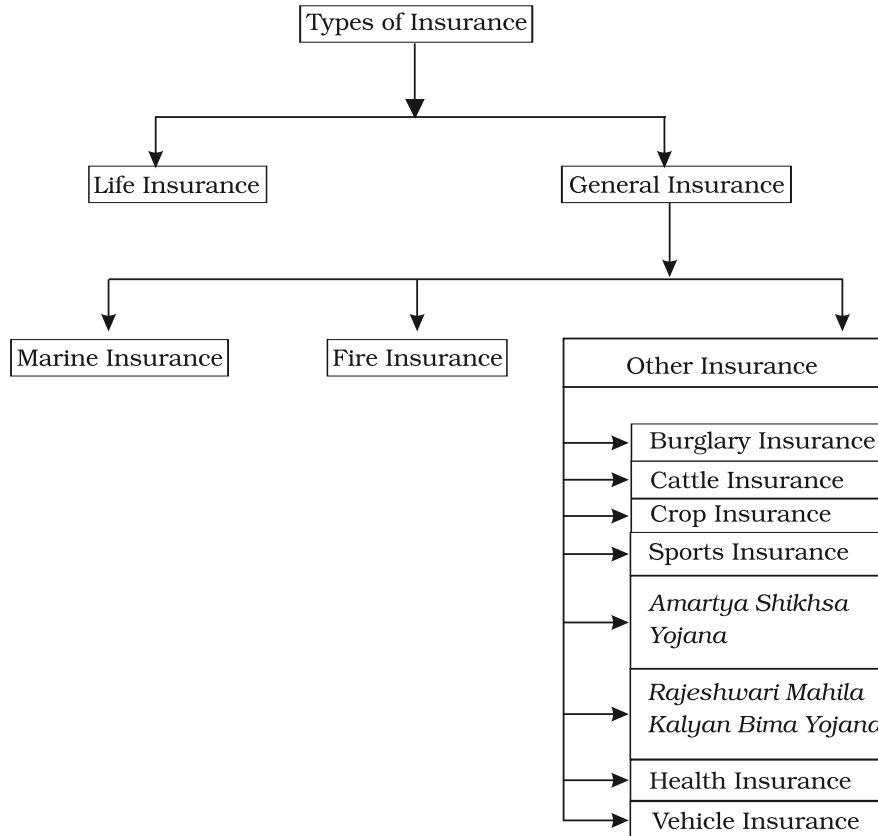 Types of Insurance
Life Insurance
General Insurance
Marine Insurance
Fire Insurance
Other Insurance
Burglary Insurance
Cattle Insurance
Crop Insurance
Sports Insurance
Amartya Shikhsa
Yojana
Rajeshwari Mahila
Kalyan Bima Yojana
Health Insurance
Vehicle Insurance